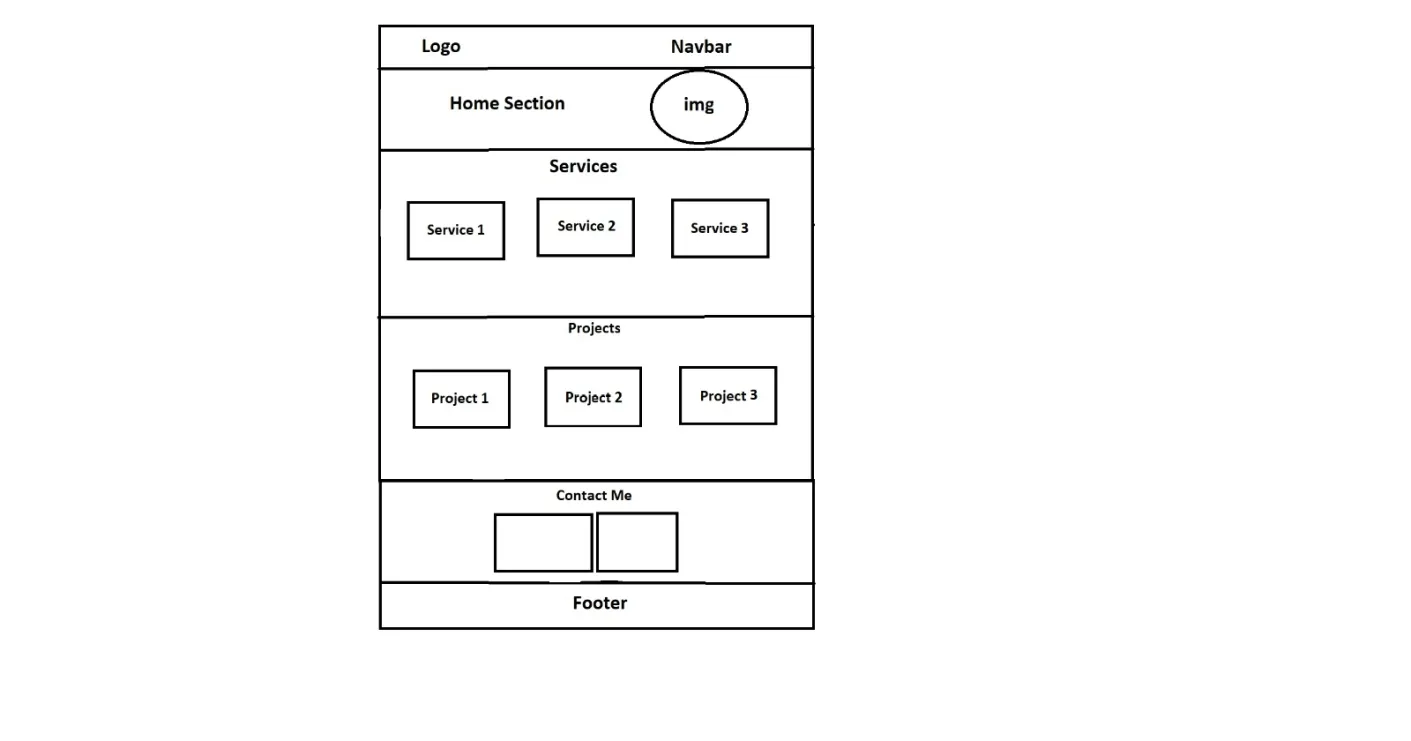 Logo
Navbar
Home Section
img
Services
Service 1
Service 2
Service 3
Projects
Project 1
Project 2
Project 3
Contact Me
Footer